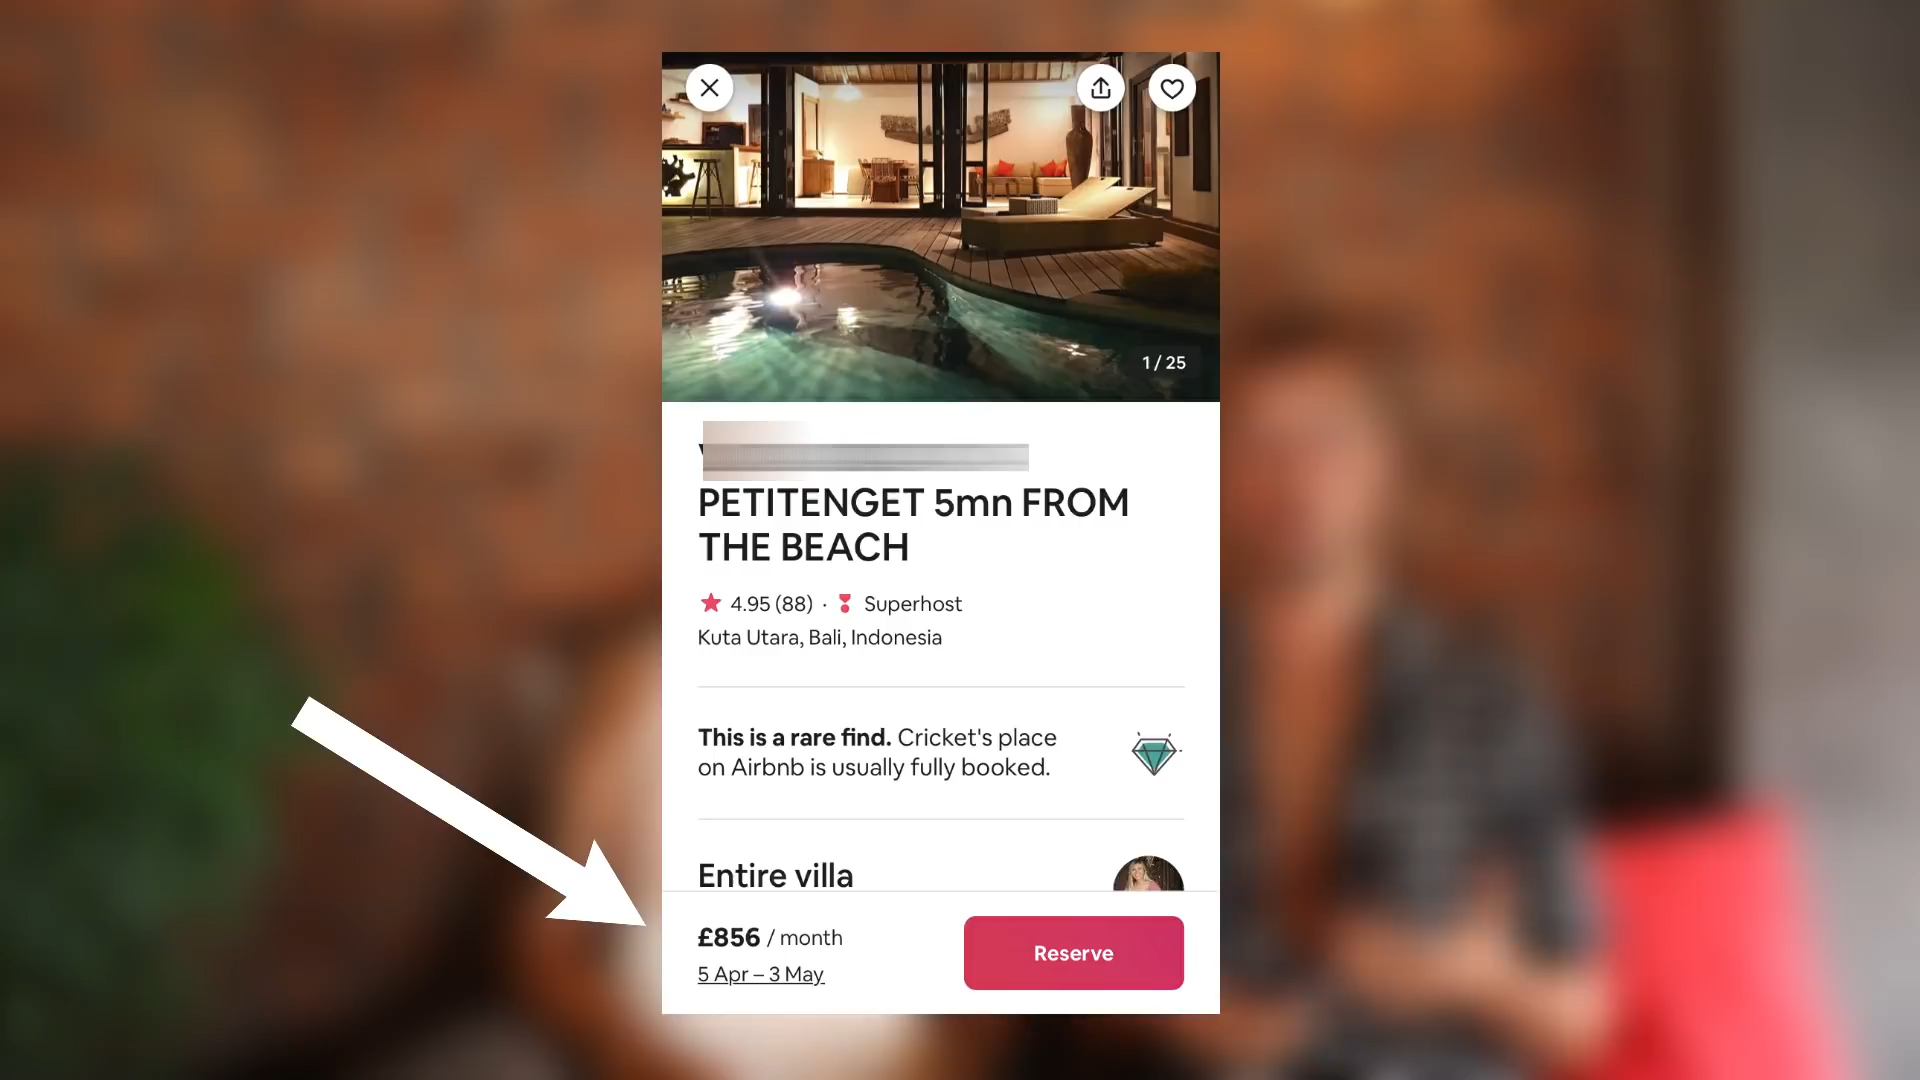 1 / 25
PETITENGET 5mn FROM
THE BEACH
4.95 (88) · Superhost
Kuta Utara, Bali, Indonesia
This is a rare find. Cricket's place
on Airbnb is usually fully booked.
Entire villa
£856 / month
5 Apr – 3 May
Reserve